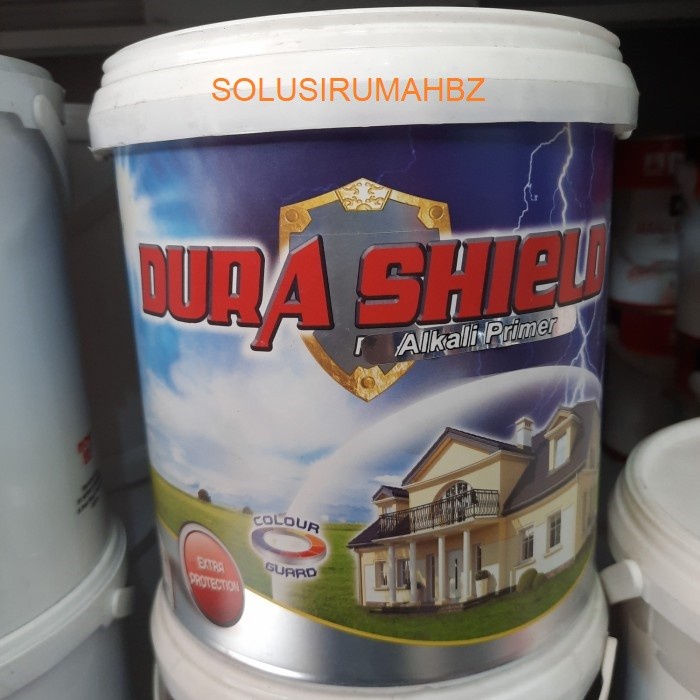 SOLUSIRUMAHBZ
DURA SHIELD
Alkali Primer
COLOUR
GUARD
EXTRA
PROTECTION